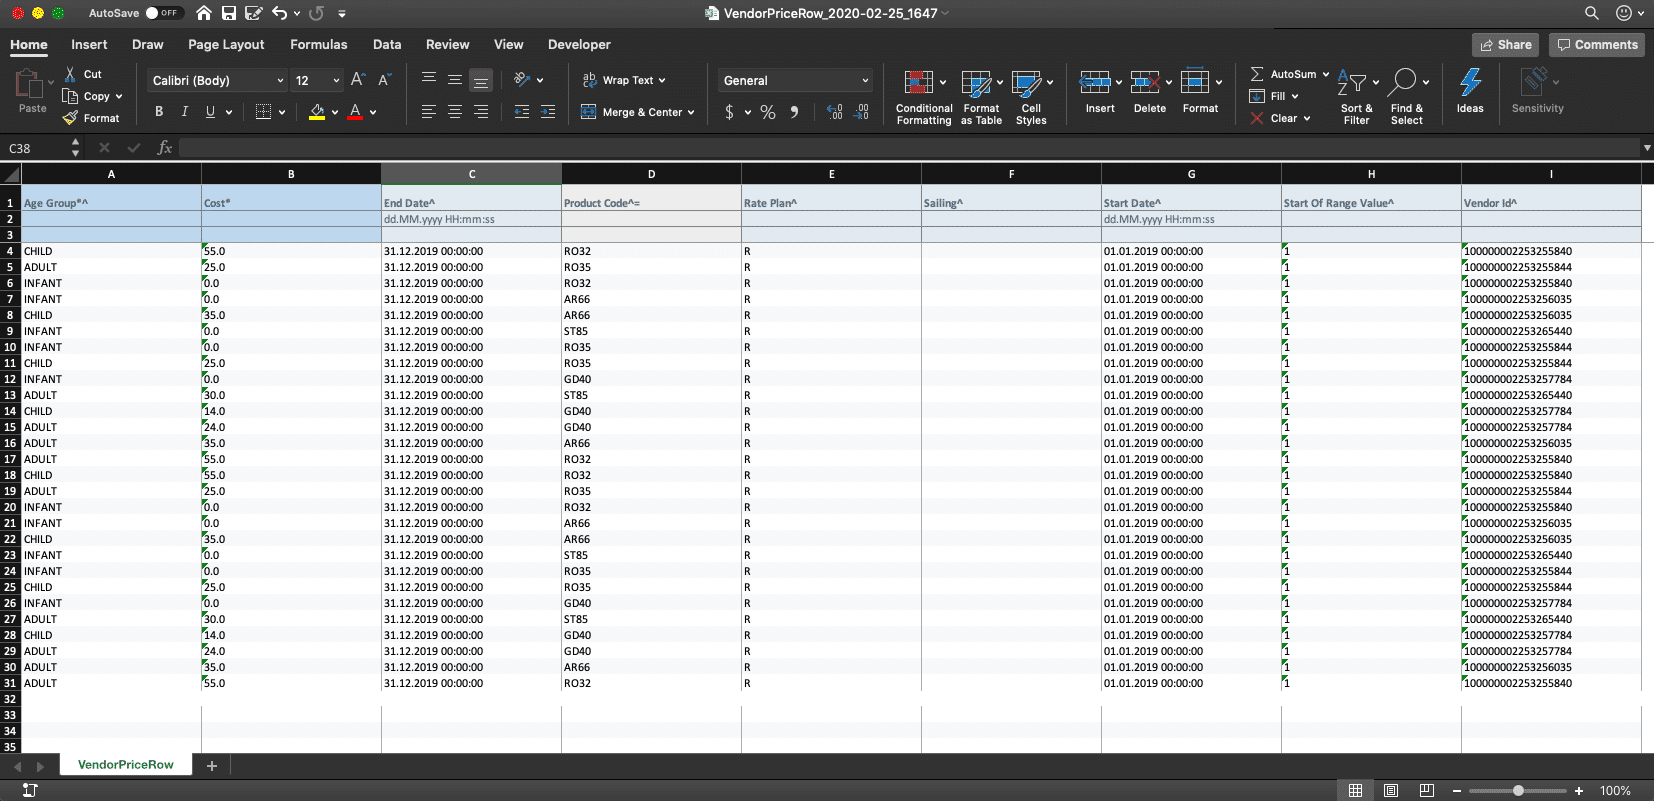 AutoSave OFF VendorPriceRow_2020-02-25_1647
Home Insert Draw Page Layout Formulas Data Review View Developer Share Comments
Paste Cut Calibri (Body) 12 A^ A ab Wrap Text General Conditional Formatting Format as Table Cell Styles Insert Delete Format AutoSum Sort & Filter Find & Select Ideas Sensitivity
Copy Fill
Format B I U A Merge & Center $ % Clear
C38 fx
A B C D E F G H I
1 Age Group*^ Cost* End Date^ Product Code^= Rate Plan^ Sailing^ Start Date^ Start Of Range Value^ Vendor Id^
2 dd.MM.yyyy HH:mm:ss dd.MM.yyyy HH:mm:ss
3
4 CHILD 55.0 31.12.2019 00:00:00 RO32 R 01.01.2019 00:00:00 1 100000002253255840
5 ADULT 25.0 31.12.2019 00:00:00 RO35 R 01.01.2019 00:00:00 1 100000002253255844
6 INFANT 0.0 31.12.2019 00:00:00 RO32 R 01.01.2019 00:00:00 1 100000002253255840
7 INFANT 0.0 31.12.2019 00:00:00 AR66 R 01.01.2019 00:00:00 1 100000002253256035
8 CHILD 35.0 31.12.2019 00:00:00 AR66 R 01.01.2019 00:00:00 1 100000002253256035
9 INFANT 0.0 31.12.2019 00:00:00 ST85 R 01.01.2019 00:00:00 1 100000002253265440
10 INFANT 0.0 31.12.2019 00:00:00 RO35 R 01.01.2019 00:00:00 1 100000002253255844
11 CHILD 25.0 31.12.2019 00:00:00 RO35 R 01.01.2019 00:00:00 1 100000002253255844
12 INFANT 0.0 31.12.2019 00:00:00 GD40 R 01.01.2019 00:00:00 1 100000002253257784
13 ADULT 30.0 31.12.2019 00:00:00 ST85 R 01.01.2019 00:00:00 1 100000002253265440
14 CHILD 14.0 31.12.2019 00:00:00 GD40 R 01.01.2019 00:00:00 1 100000002253257784
15 ADULT 24.0 31.12.2019 00:00:00 GD40 R 01.01.2019 00:00:00 1 100000002253257784
16 ADULT 35.0 31.12.2019 00:00:00 AR66 R 01.01.2019 00:00:00 1 100000002253256035
17 ADULT 55.0 31.12.2019 00:00:00 RO32 R 01.01.2019 00:00:00 1 100000002253255840
18 CHILD 55.0 31.12.2019 00:00:00 RO32 R 01.01.2019 00:00:00 1 100000002253255840
19 ADULT 25.0 31.12.2019 00:00:00 RO35 R 01.01.2019 00:00:00 1 100000002253255844
20 INFANT 0.0 31.12.2019 00:00:00 RO32 R 01.01.2019 00:00:00 1 100000002253255840
21 INFANT 0.0 31.12.2019 00:00:00 AR66 R 01.01.2019 00:00:00 1 100000002253256035
22 CHILD 35.0 31.12.2019 00:00:00 AR66 R 01.01.2019 00:00:00 1 100000002253256035
23 INFANT 0.0 31.12.2019 00:00:00 ST85 R 01.01.2019 00:00:00 1 100000002253265440
24 INFANT 0.0 31.12.2019 00:00:00 RO35 R 01.01.2019 00:00:00 1 100000002253255844
25 CHILD 25.0 31.12.2019 00:00:00 RO35 R 01.01.2019 00:00:00 1 100000002253255844
26 INFANT 0.0 31.12.2019 00:00:00 GD40 R 01.01.2019 00:00:00 1 100000002253257784
27 ADULT 30.0 31.12.2019 00:00:00 ST85 R 01.01.2019 00:00:00 1 100000002253265440
28 CHILD 14.0 31.12.2019 00:00:00 GD40 R 01.01.2019 00:00:00 1 100000002253257784
29 ADULT 24.0 31.12.2019 00:00:00 GD40 R 01.01.2019 00:00:00 1 100000002253257784
30 ADULT 35.0 31.12.2019 00:00:00 AR66 R 01.01.2019 00:00:00 1 100000002253256035
31 ADULT 55.0 31.12.2019 00:00:00 RO32 R 01.01.2019 00:00:00 1 100000002253255840
32
33
34
35
VendorPriceRow +
100%